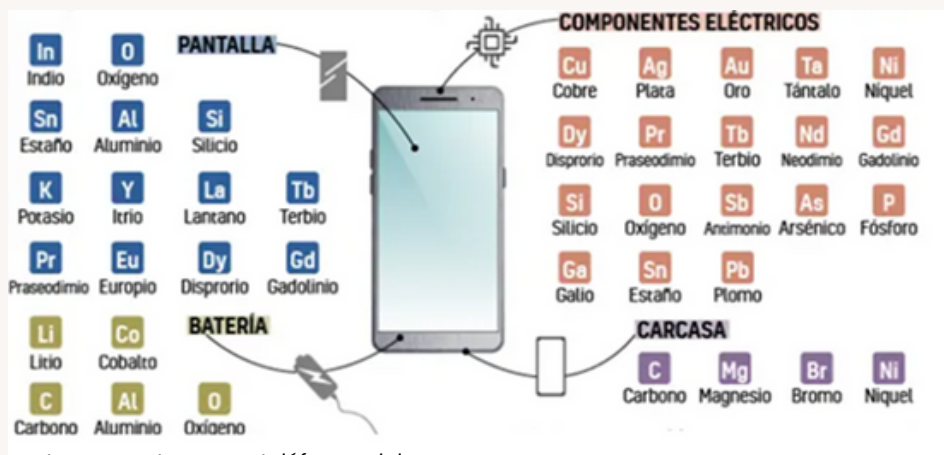 PANTALLA
In O
Indio Oxígeno
Sn Al Si
Estaño Aluminio Silicio
K Y La Tb
Potasio Itrio Lantano Terbio
Pr Eu Dy Gd
Praseodimio Europio Disprorio Gadolinio
BATERÍA
Li Co
Litio Cobalto
C Al O
Carbono Aluminio Oxígeno
COMPONENTES ELÉCTRICOS
Cu Ag Au Ta Ni
Cobre Plata Oro Tántalo Níquel
Dy Pr Tb Nd Gd
Disprorio Praseodimio Terbio Neodimio Gadolinio
Si O Sb As P
Silicio Oxígeno Antimonio Arsénico Fósforo
Ga Sn Pb
Galio Estaño Plomo
CARCASA
C Mg Br Ni
Carbono Magnesio Bromo Niquel